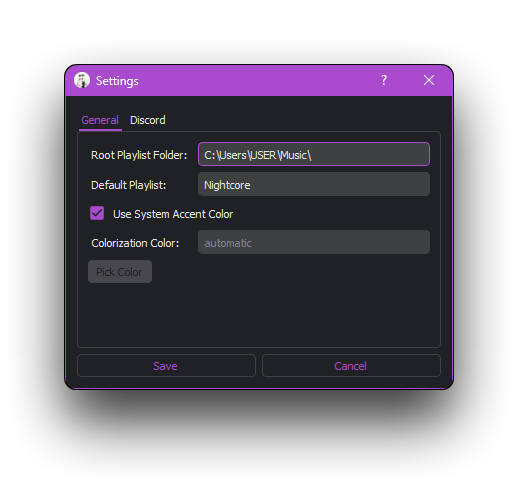 Settings
?
General Discord
Root Playlist Folder: C:\Users\USER\Music\
Default Playlist: Nightcore
Use System Accent Color
Colorization Color: automatic
Pick Color
Save Cancel